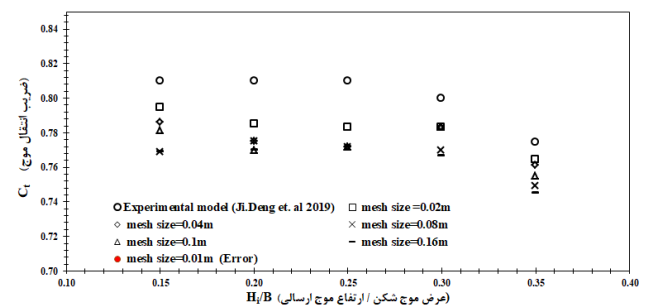 0.84
0.82
0.80
0.78
0.76
0.74
0.72
0.70
C_t (ضریب انتقال موج)
Experimental model (Ji.Deng et. al 2019)
mesh size =0.02m
mesh size=0.04m
mesh size=0.08m
mesh size=0.1m
mesh size=0.16m
mesh size=0.01m (Error)
0.10 0.15 0.20 0.25 0.30 0.35 0.40
H_i/B (عرض موج شکن / ارتفاع موج ارسالی)